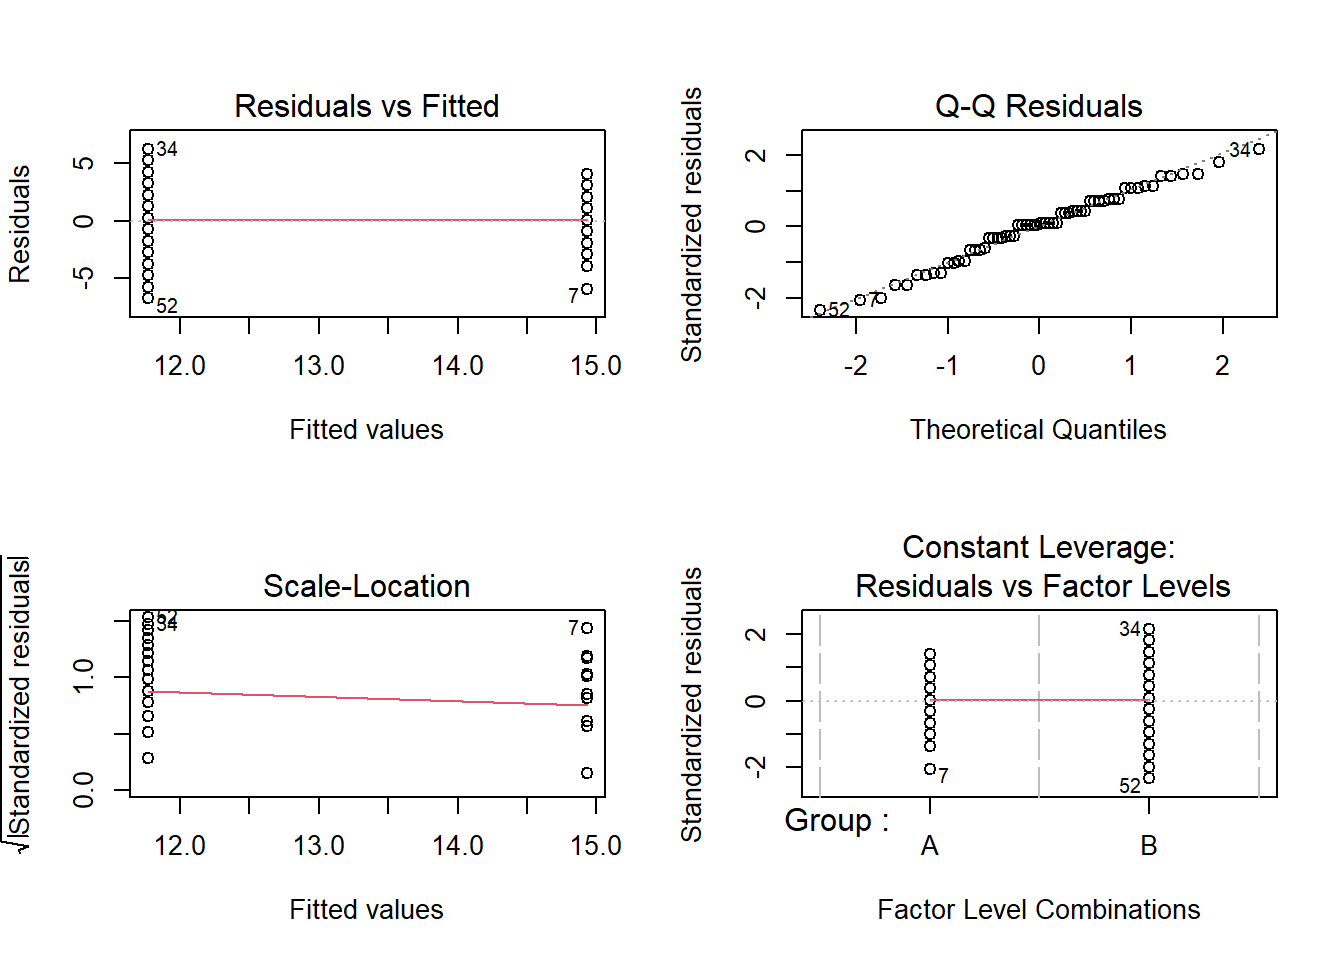 Residuals vs Fitted
Residuals
5
0
-5
34
52
7
12.0 13.0 14.0 15.0
Fitted values
Q-Q Residuals
Standardized residuals
2
0
-2
34
52
7
-2 -1 0 1 2
Theoretical Quantiles
Scale-Location
√|Standardized residuals|
1.0
0.0
52
34
7
12.0 13.0 14.0 15.0
Fitted values
Constant Leverage:
Residuals vs Factor Levels
Standardized residuals
2
0
-2
34
7
52
Group :
A B
Factor Level Combinations